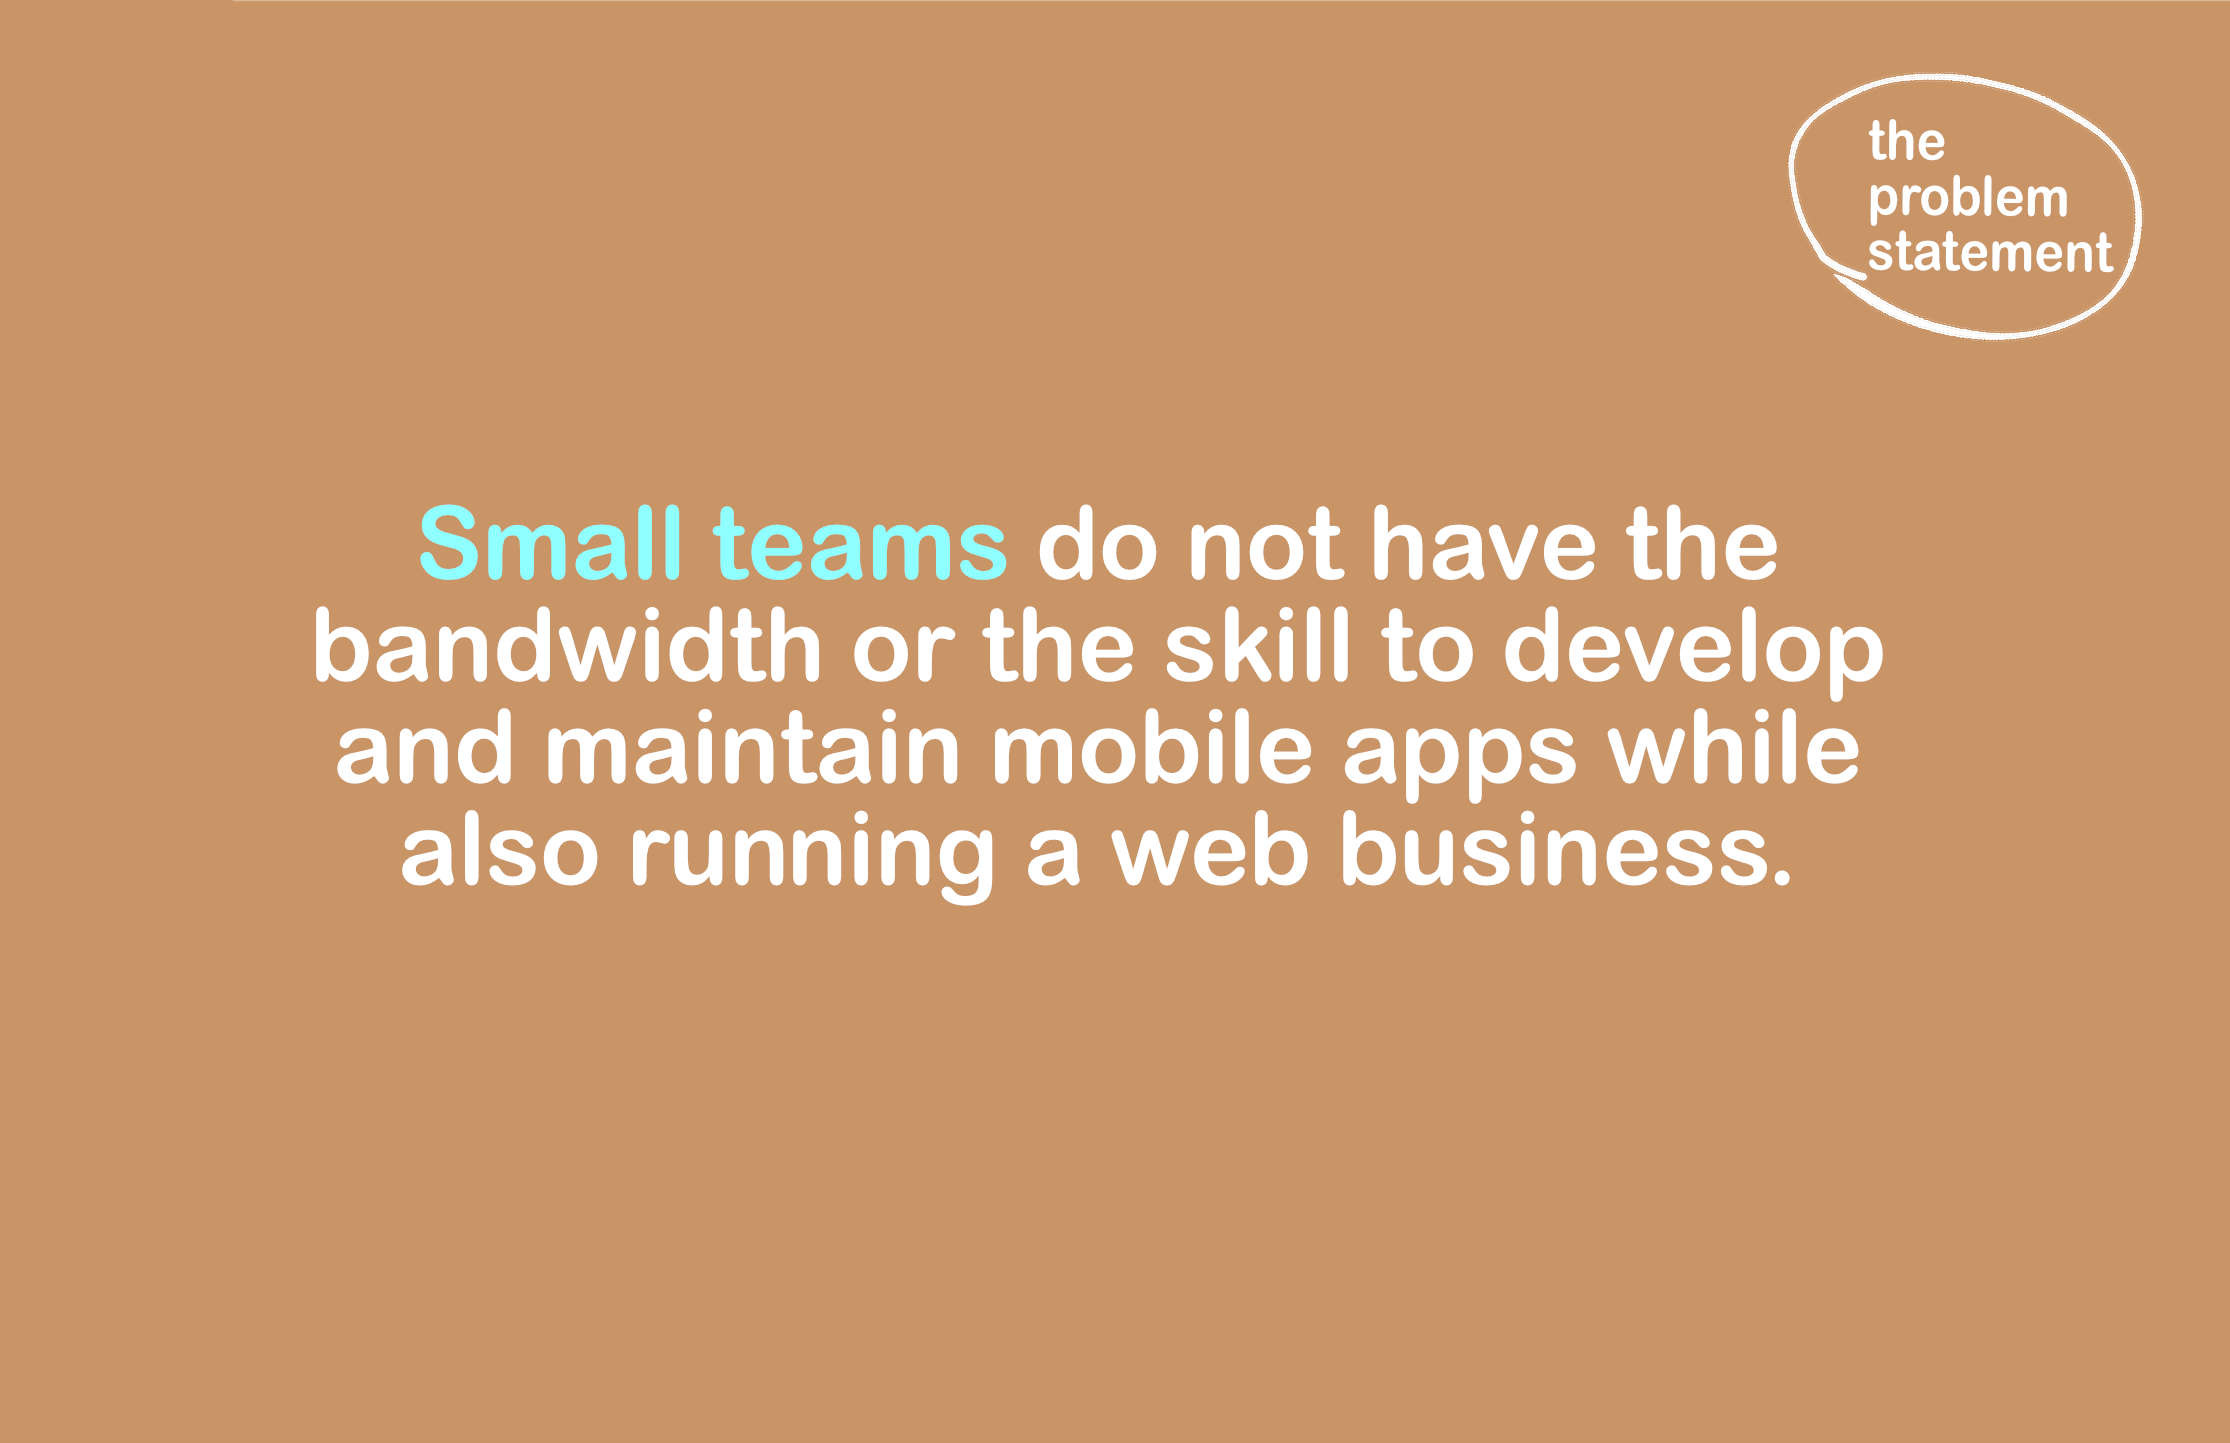 the
problem
statement
Small teams do not have the
bandwidth or the skill to develop
and maintain mobile apps while
also running a web business.